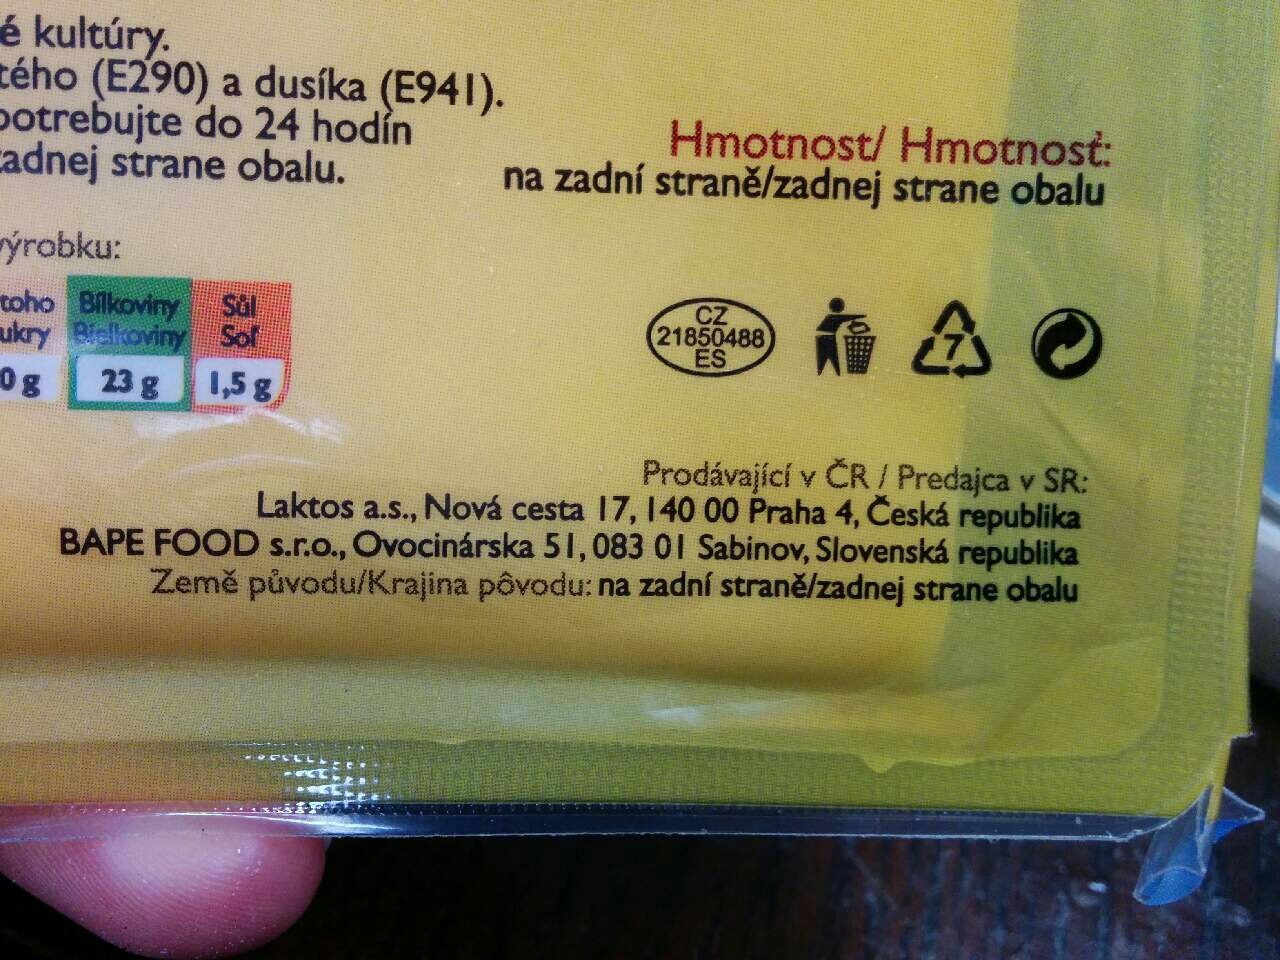 é kultúry.
tého (E290) a dusíka (E941).
potrebujte do 24 hodín
zadnej strane obalu.
Hmotnost/ Hmotnosť:
na zadní straně/zadnej strane obalu
výrobku:
toho
ukry
0 g
Bílkoviny
Bielkoviny
23 g
Sůl
Soľ
1,5 g
CZ
21850488
ES
7
Prodávající v ČR / Predajca v SR:
Laktos a.s., Nová cesta 17, 140 00 Praha 4, Česká republika
BAPE FOOD s.r.o., Ovocinárska 51, 083 01 Sabinov, Slovenská republika
Země původu/Krajina pôvodu: na zadní straně/zadnej strane obalu